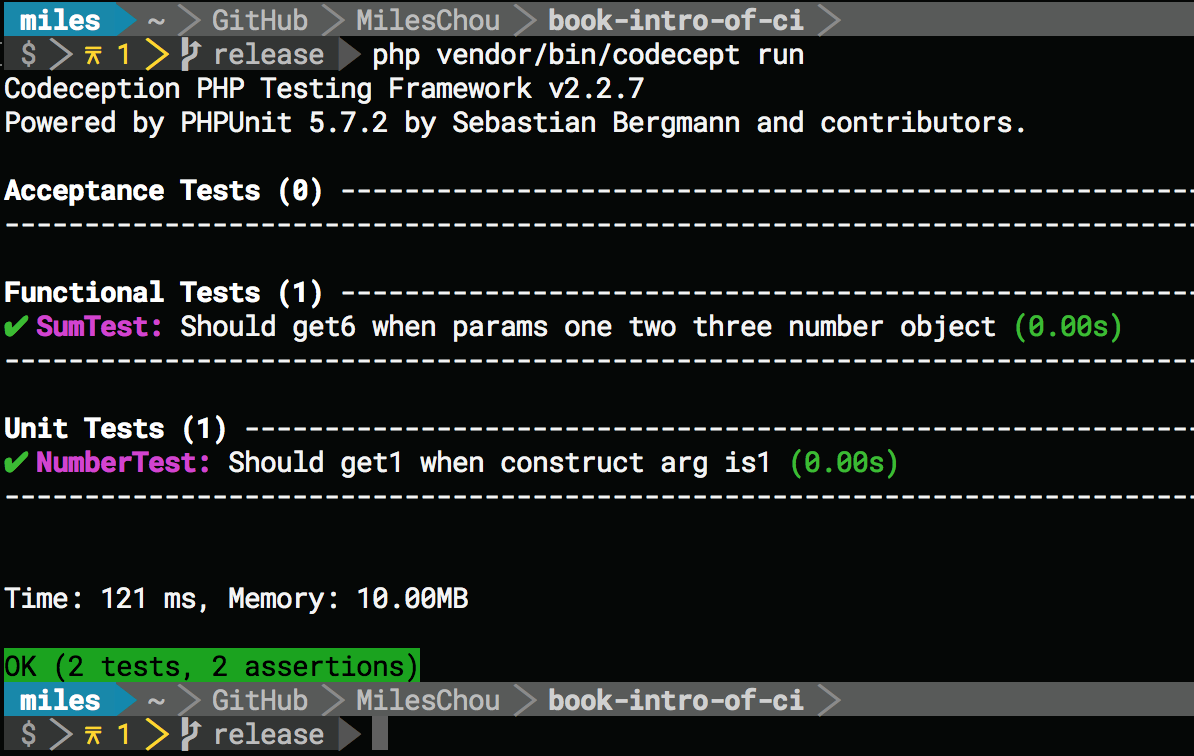 miles ~ GitHub MilesChou book-intro-of-ci
$ ⌅ 1 release php vendor/bin/codecept run
Codeception PHP Testing Framework v2.2.7
Powered by PHPUnit 5.7.2 by Sebastian Bergmann and contributors.
Acceptance Tests (0) -----------------------------------------------------
---------------------------------------------------------------------------
Functional Tests (1) -----------------------------------------------------
✔ SumTest: Should get6 when params one two three number object (0.00s)
---------------------------------------------------------------------------
Unit Tests (1) -----------------------------------------------------------
✔ NumberTest: Should get1 when construct arg is1 (0.00s)
---------------------------------------------------------------------------
Time: 121 ms, Memory: 10.00MB
OK (2 tests, 2 assertions)
miles ~ GitHub MilesChou book-intro-of-ci
$ ⌅ 1 release